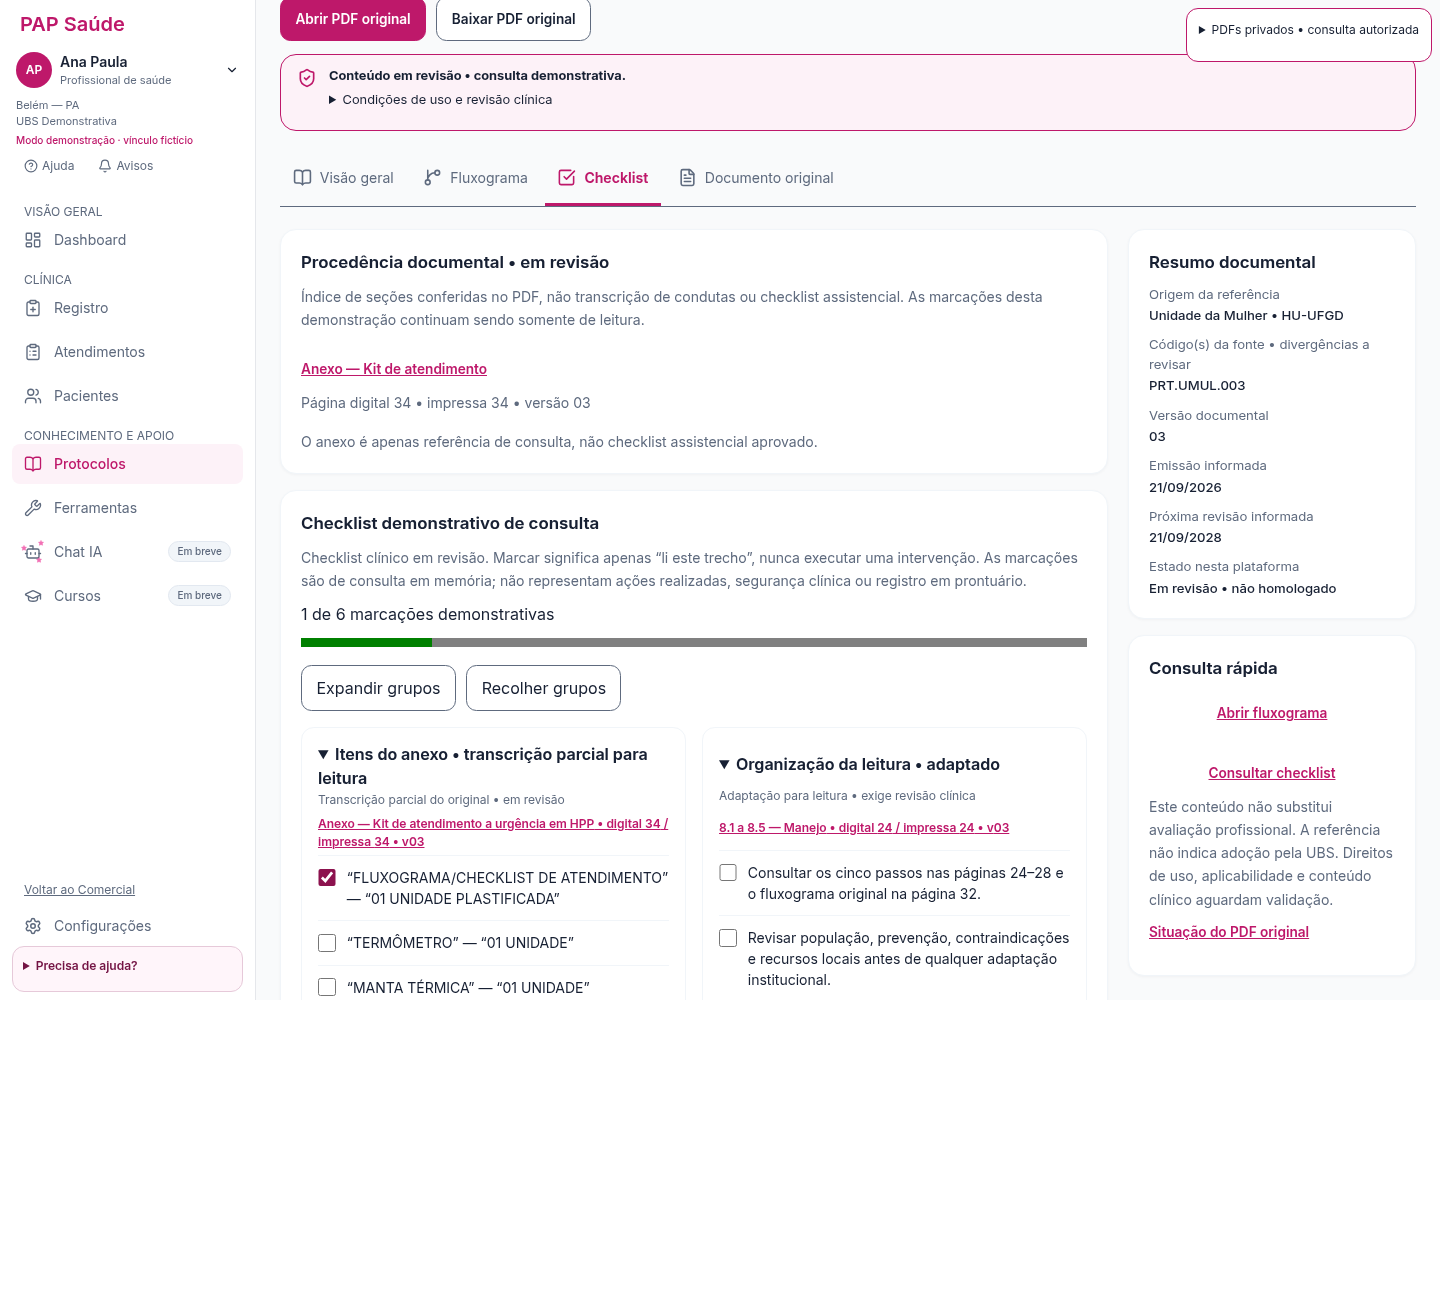 PAP Saúde
AP
Ana Paula
Profissional de saúde
Belém — PA
UBS Demonstrativa
Modo demonstração · vínculo fictício
Ajuda
Avisos
VISÃO GERAL
Dashboard
CLÍNICA
Registro
Atendimentos
Pacientes
CONHECIMENTO E APOIO
Protocolos
Ferramentas
Chat IA
Em breve
Cursos
Em breve
Voltar ao Comercial
Configurações
Precisa de ajuda?
Abrir PDF original
Baixar PDF original
PDFs privados • consulta autorizada
Conteúdo em revisão • consulta demonstrativa.
Condições de uso e revisão clínica
Visão geral
Fluxograma
Checklist
Documento original
Procedência documental • em revisão
Índice de seções conferidas no PDF, não transcrição de condutas ou checklist assistencial. As marcações desta
demonstração continuam sendo somente de leitura.
Anexo — Kit de atendimento
Página digital 34 • impressa 34 • versão 03
O anexo é apenas referência de consulta, não checklist assistencial aprovado.
Checklist demonstrativo de consulta
Checklist clínico em revisão. Marcar significa apenas “li este trecho”, nunca executar uma intervenção. As marcações
são de consulta em memória; não representam ações realizadas, segurança clínica ou registro em prontuário.
1 de 6 marcações demonstrativas
Expandir grupos
Recolher grupos
Itens do anexo • transcrição parcial para
leitura
Transcrição parcial do original • em revisão
Anexo — Kit de atendimento a urgência em HPP • digital 34 /
impressa 34 • v03
“FLUXOGRAMA/CHECKLIST DE ATENDIMENTO”
— “01 UNIDADE PLASTIFICADA”
“TERMÔMETRO” — “01 UNIDADE”
“MANTA TÉRMICA” — “01 UNIDADE”
Organização da leitura • adaptado
Adaptação para leitura • exige revisão clínica
8.1 a 8.5 — Manejo • digital 24 / impressa 24 • v03
Consultar os cinco passos nas páginas 24–28 e
o fluxograma original na página 32.
Revisar população, prevenção, contraindicações
e recursos locais antes de qualquer adaptação
institucional.
Resumo documental
Origem da referência
Unidade da Mulher • HU-UFGD
Código(s) da fonte • divergências a
revisar
PRT.UMUL.003
Versão documental
03
Emissão informada
21/09/2026
Próxima revisão informada
21/09/2028
Estado nesta plataforma
Em revisão • não homologado
Consulta rápida
Abrir fluxograma
Consultar checklist
Este conteúdo não substitui
avaliação profissional. A referência
não indica adoção pela UBS. Direitos
de uso, aplicabilidade e conteúdo
clínico aguardam validação.
Situação do PDF original